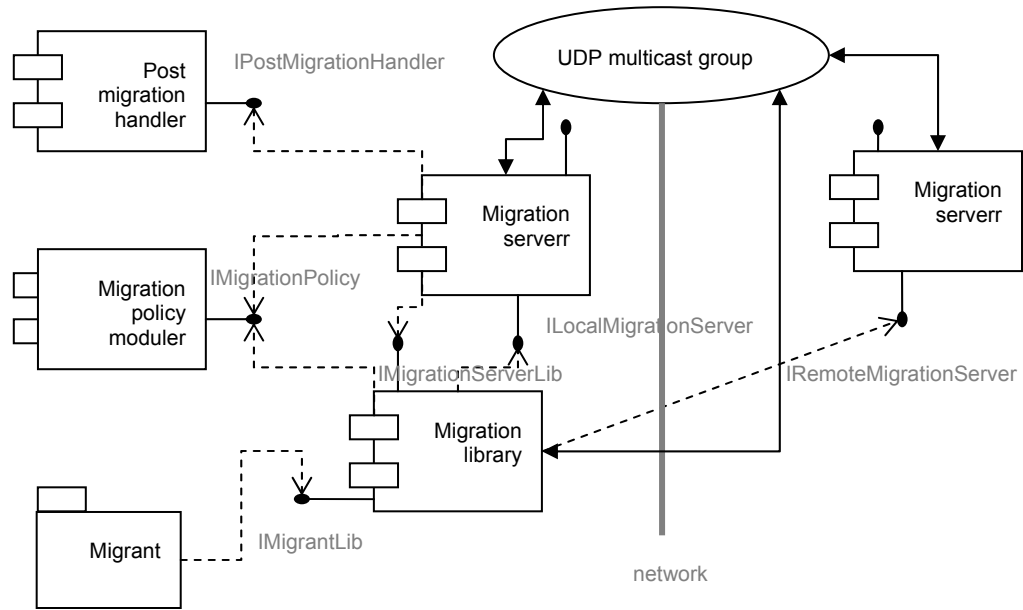 Post
migration
handler
IPostMigrationHandler
UDP multicast group
Migration
serverr
Migration
serverr
Migration
policy
moduler
IMigrationPolicy
ILocalMigrationServer
IMigrationServerLib
IRemoteMigrationServer
Migration
library
Migrant
IMigrantLib
network